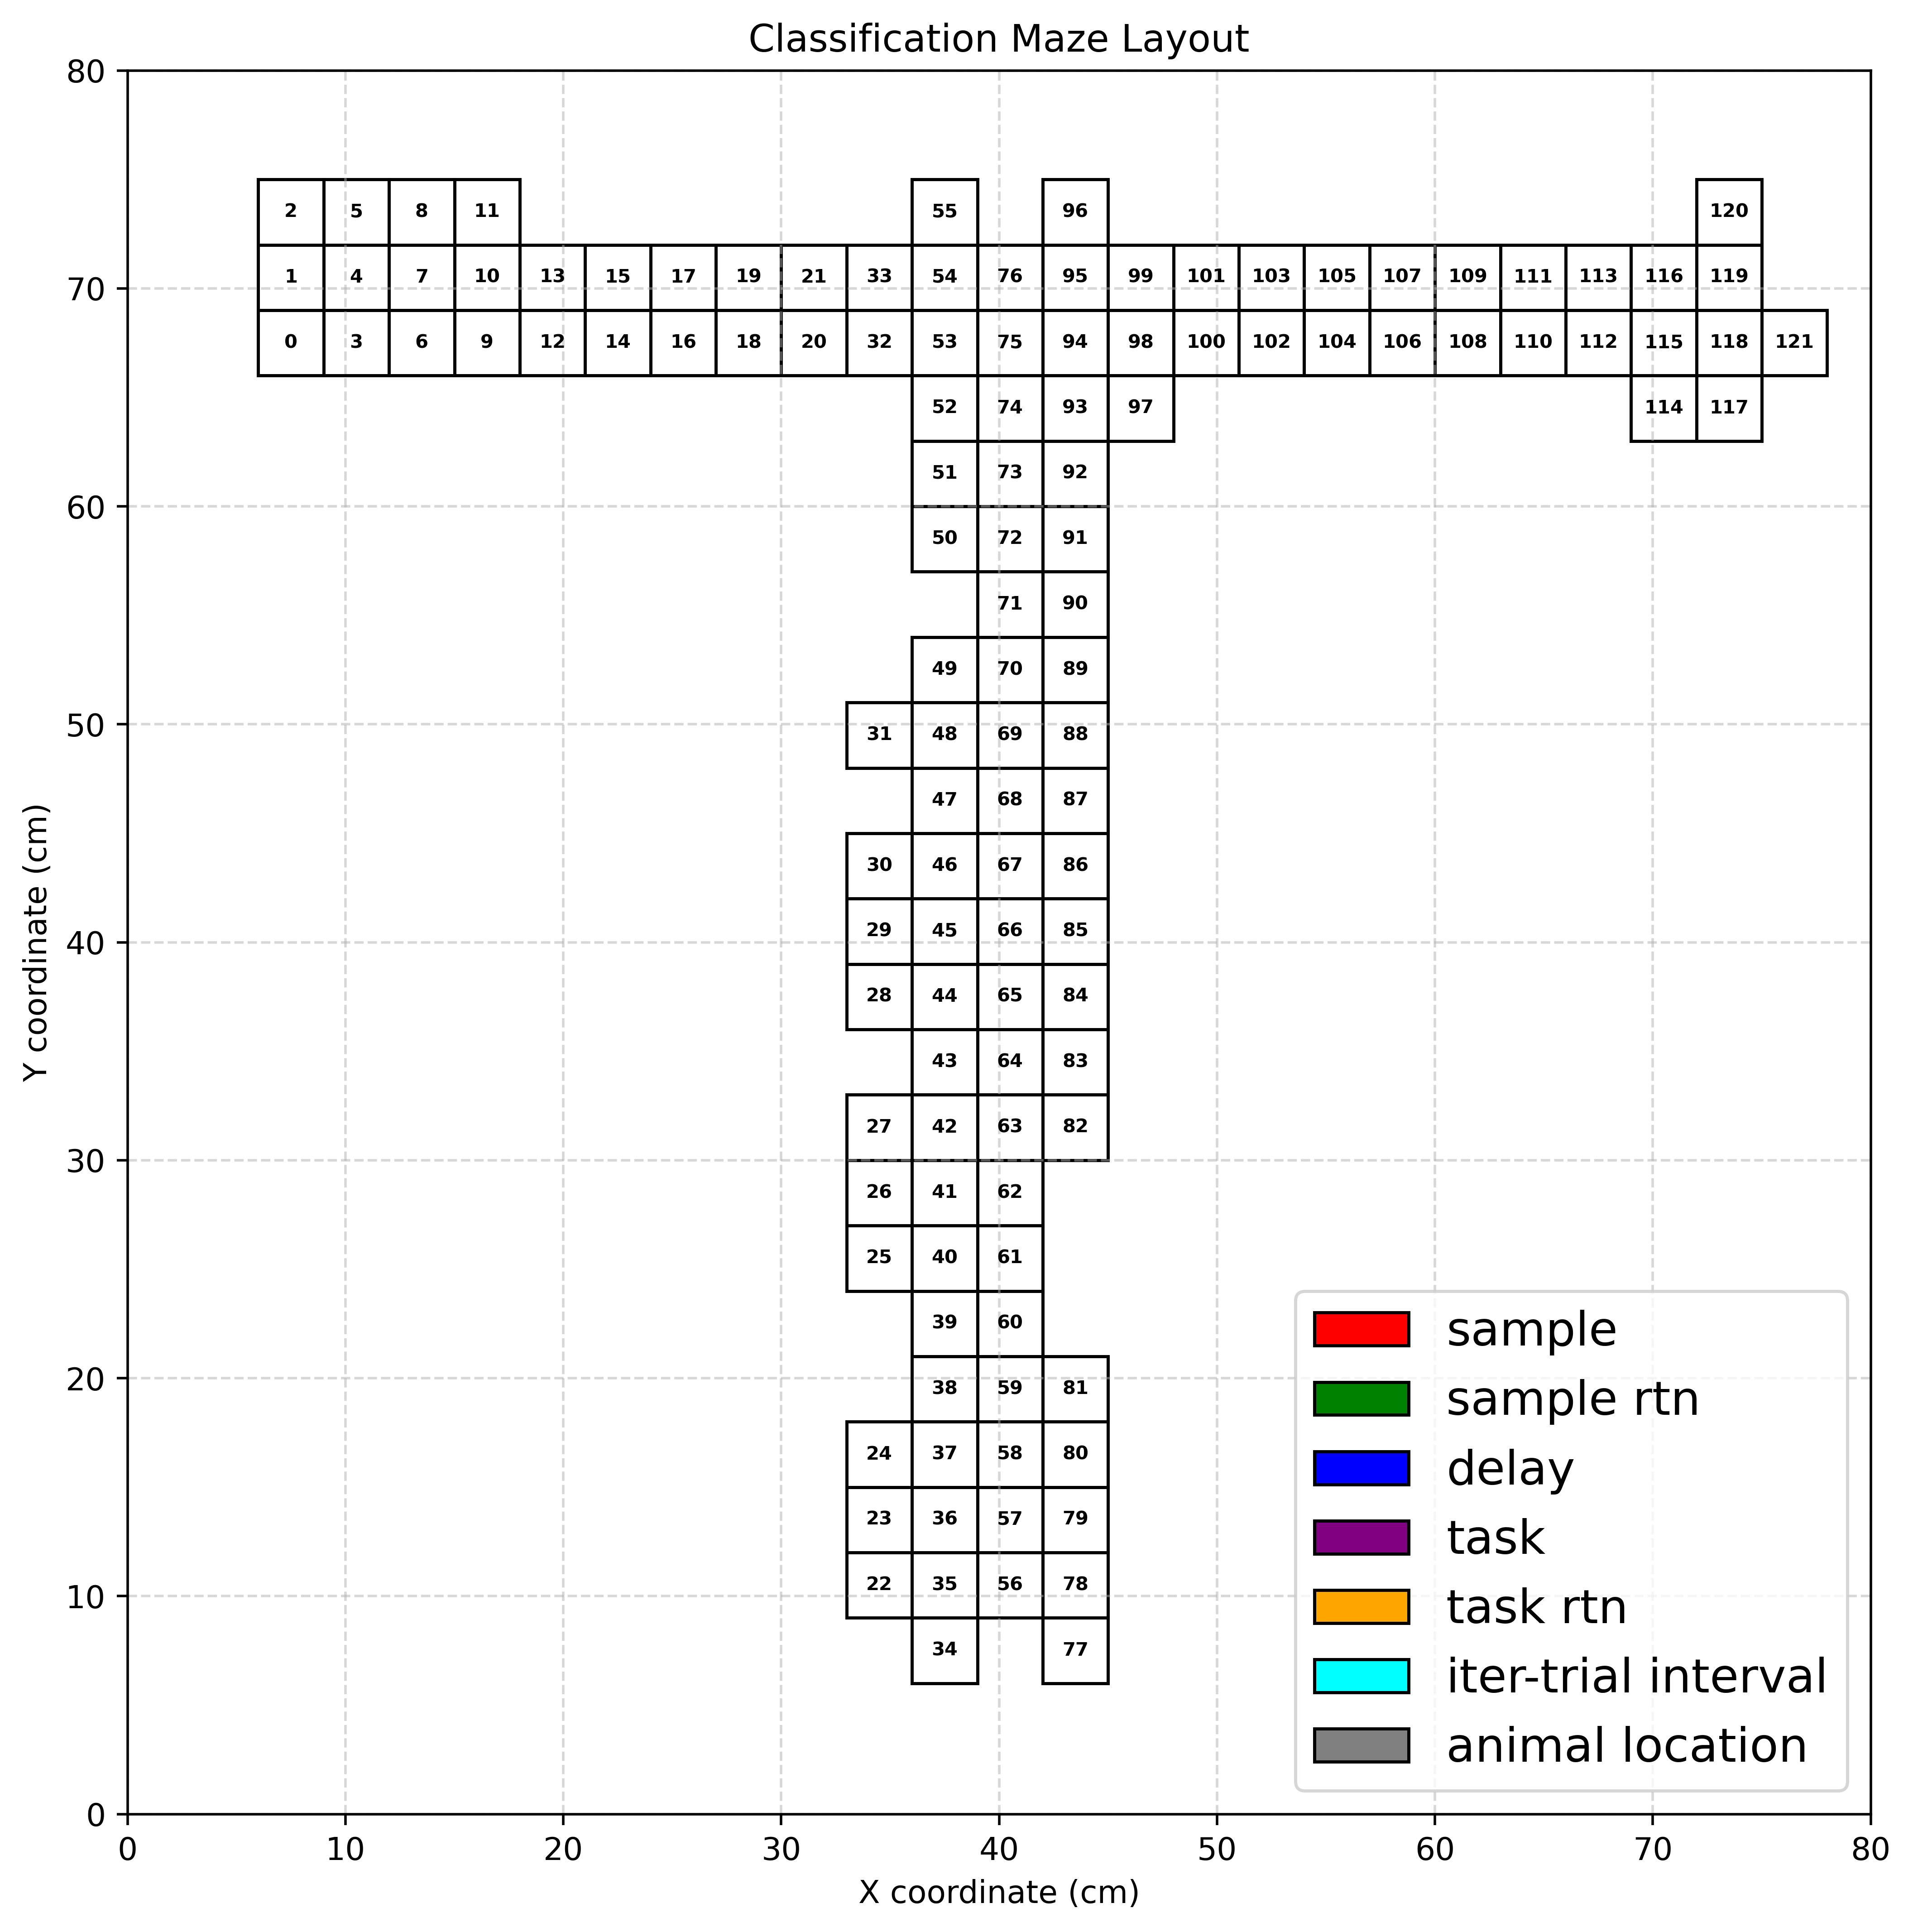 Classification Maze Layout
80
2 5 8 11 55 96 120
1 4 7 10 13 15 17 19 21 33 54 76 95 99 101 103 105 107 109 111 113 116 119
70
0 3 6 9 12 14 16 18 20 32 53 75 94 98 100 102 104 106 108 110 112 115 118 121
52 74 93 97 114 117
51 73 92
60
50 72 91
71 90
49 70 89
50
31 48 69 88
47 68 87
30 46 67 86
40
29 45 66 85
28 44 65 84
43 64 83
27 42 63 82
30
26 41 62
25 40 61
39 60
20
38 59 81
24 37 58 80
23 36 57 79
10
22 35 56 78
34 77
0
Y coordinate (cm)
sample
sample rtn
delay
task
task rtn
iter-trial interval
animal location
0 10 20 30 40 50 60 70 80
X coordinate (cm)